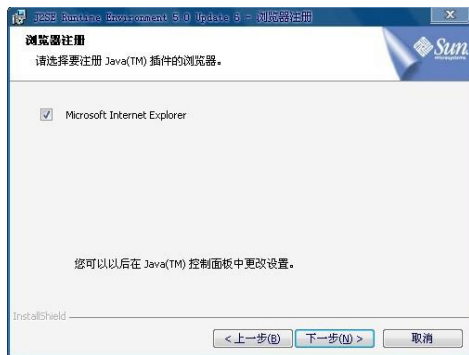 J2SE Runtime Environment 5.0 Update 6 - 浏览器注册
浏览器注册
请选择要注册 Java(TM) 插件的浏览器。
Sun
microsystems
Microsoft Internet Explorer
您可以以后在 Java(TM) 控制面板中更改设置。
InstallShield
< 上一步(B)
下一步(N) >
取消